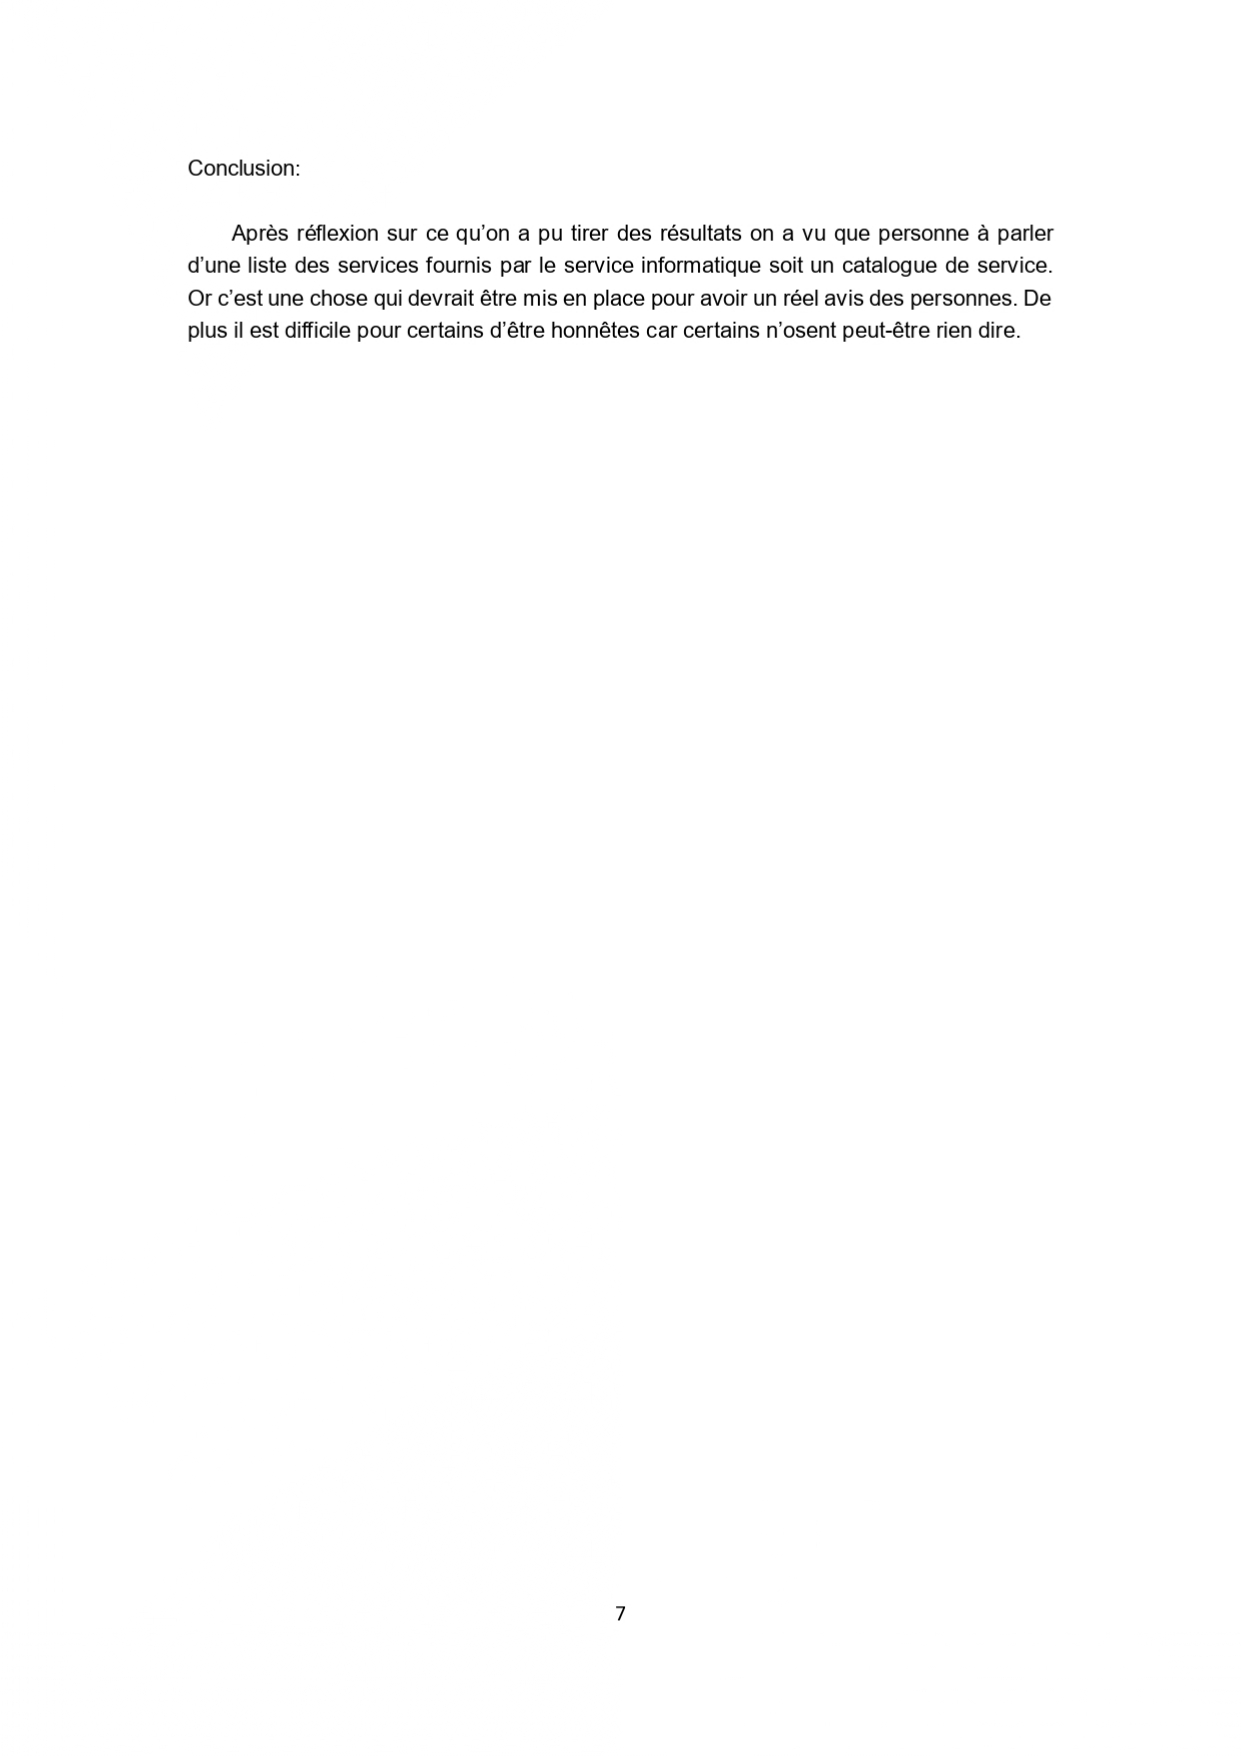 Conclusion:
Après réflexion sur ce qu’on a pu tirer des résultats on a vu que personne à parler
d’une liste des services fournis par le service informatique soit un catalogue de service.
Or c’est une chose qui devrait être mis en place pour avoir un réel avis des personnes. De
plus il est difficile pour certains d’être honnêtes car certains n’osent peut-être rien dire.
7